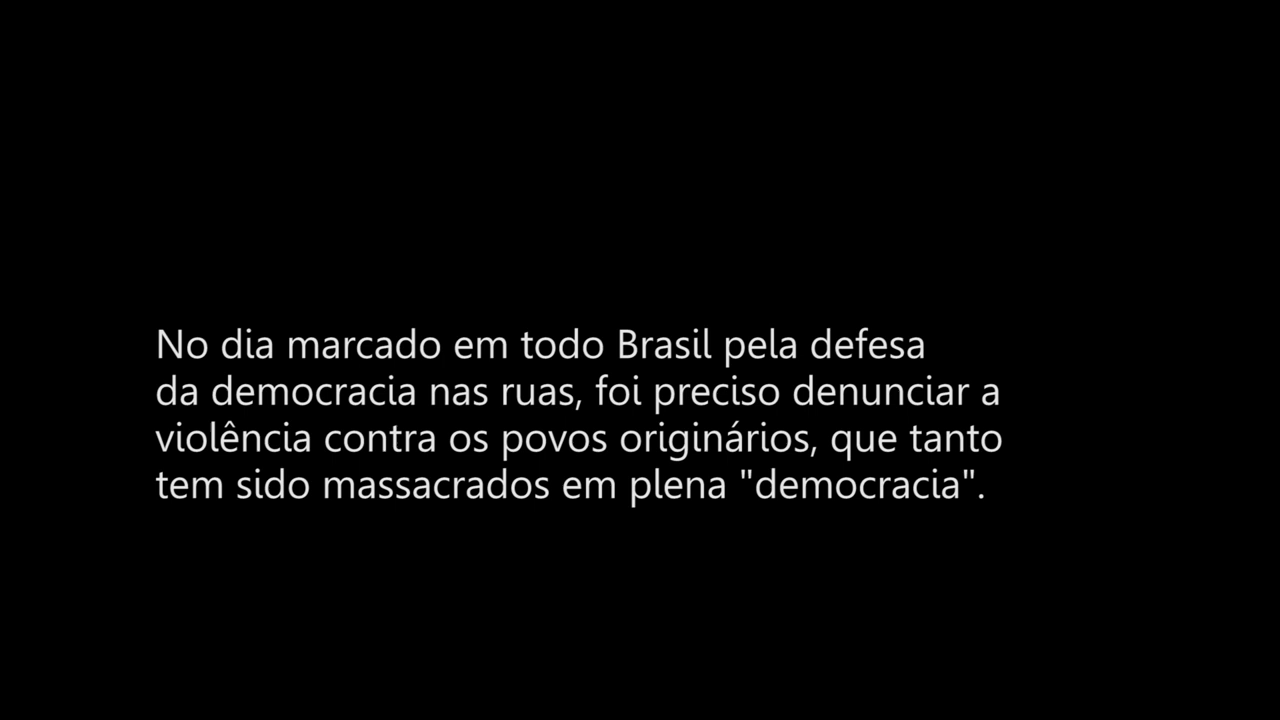 No dia marcado em todo Brasil pela defesa
da democracia nas ruas, foi preciso denunciar a
violência contra os povos originários, que tanto
tem sido massacrados em plena "democracia".